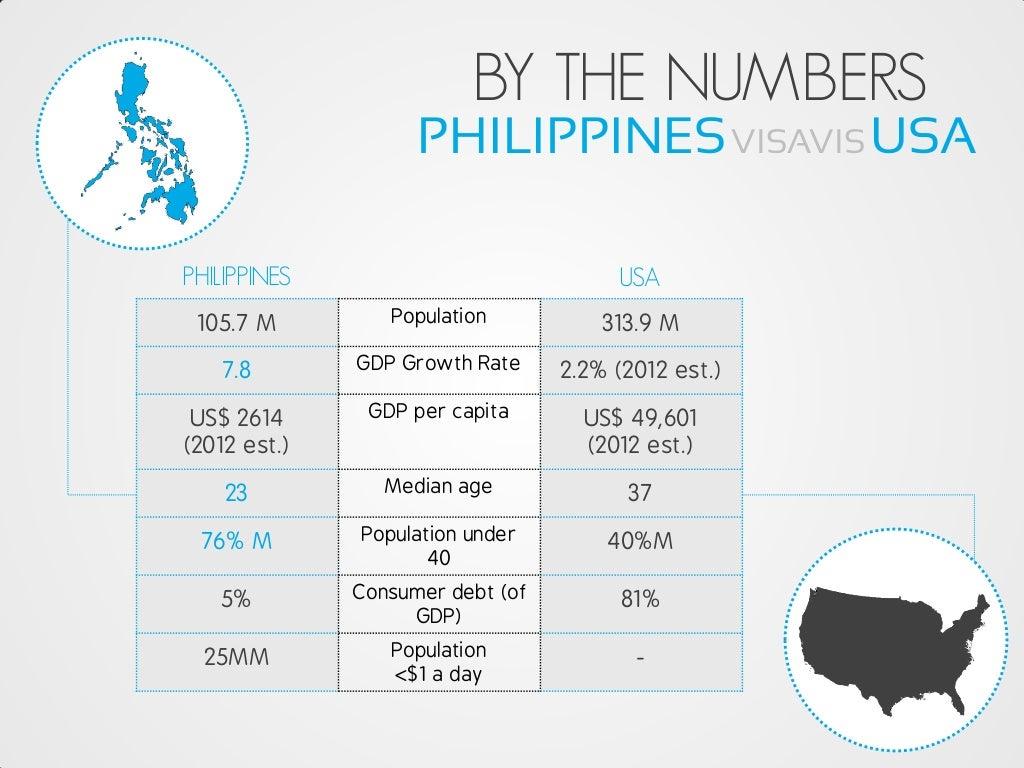 BY THE NUMBERS
PHILIPPINES VISAVIS USA
PHILIPPINES USA
105.7 M Population 313.9 M
7.8 GDP Growth Rate 2.2% (2012 est.)
US$ 2614 GDP per capita US$ 49,601
(2012 est.) (2012 est.)
23 Median age 37
76% M Population under 40%M
40
5% Consumer debt (of 81%
GDP)
25MM Population -
<$1 a day